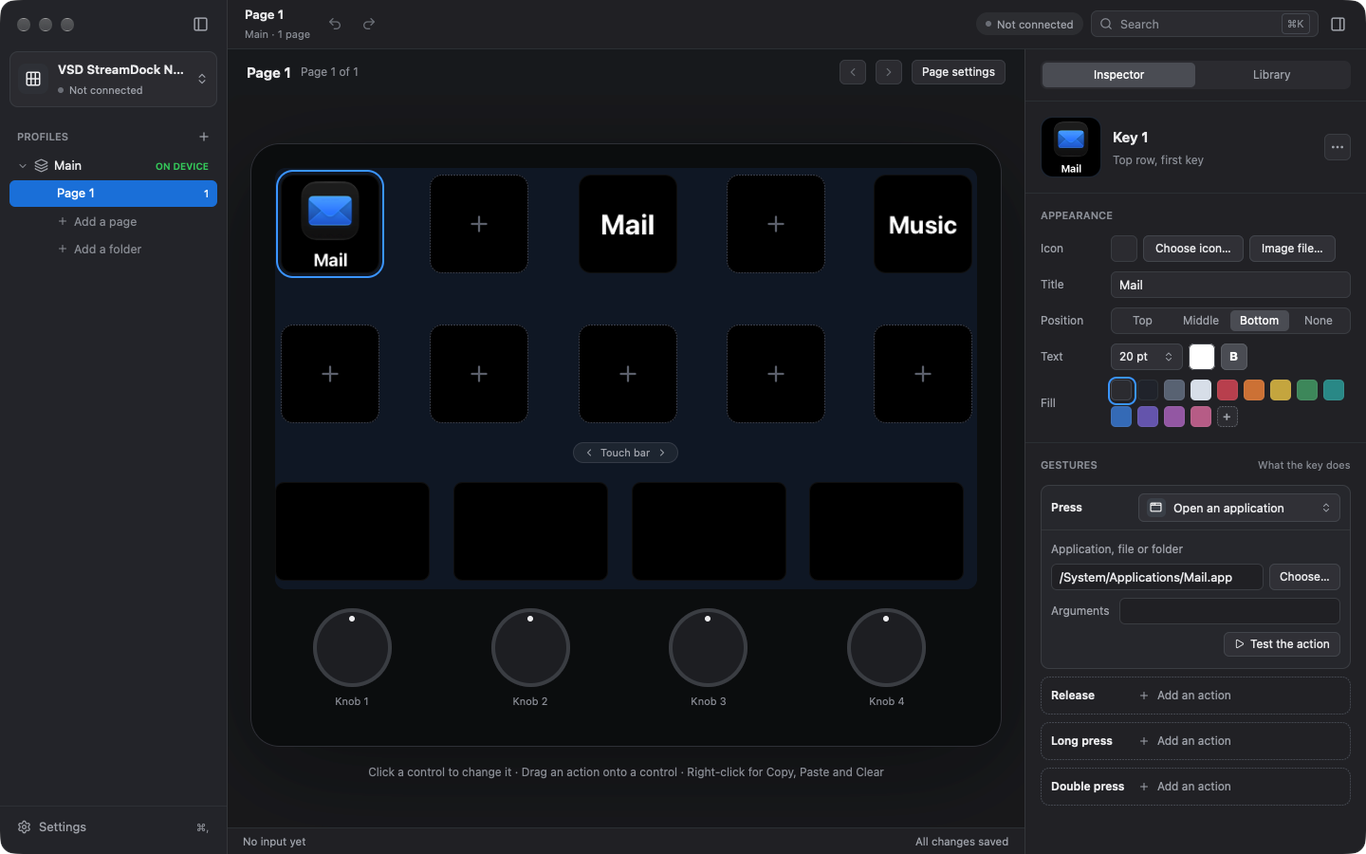 Page 1
Main · 1 page
Not connected
Search
⌘K
VSD StreamDock N...
Not connected
PROFILES
Main
ON DEVICE
Page 1
1
Add a page
Add a folder
Settings
⌘,
Page 1
Page 1 of 1
Page settings
Mail
Mail
Music
Touch bar
Knob 1
Knob 2
Knob 3
Knob 4
Click a control to change it · Drag an action onto a control · Right-click for Copy, Paste and Clear
No input yet
All changes saved
Inspector
Library
Mail
Key 1
Top row, first key
APPEARANCE
Icon
Choose icon...
Image file...
Title
Mail
Position
Top
Middle
Bottom
None
Text
20 pt
B
Fill
GESTURES
What the key does
Press
Open an application
Application, file or folder
/System/Applications/Mail.app
Choose...
Arguments
Test the action
Release
Add an action
Long press
Add an action
Double press
Add an action